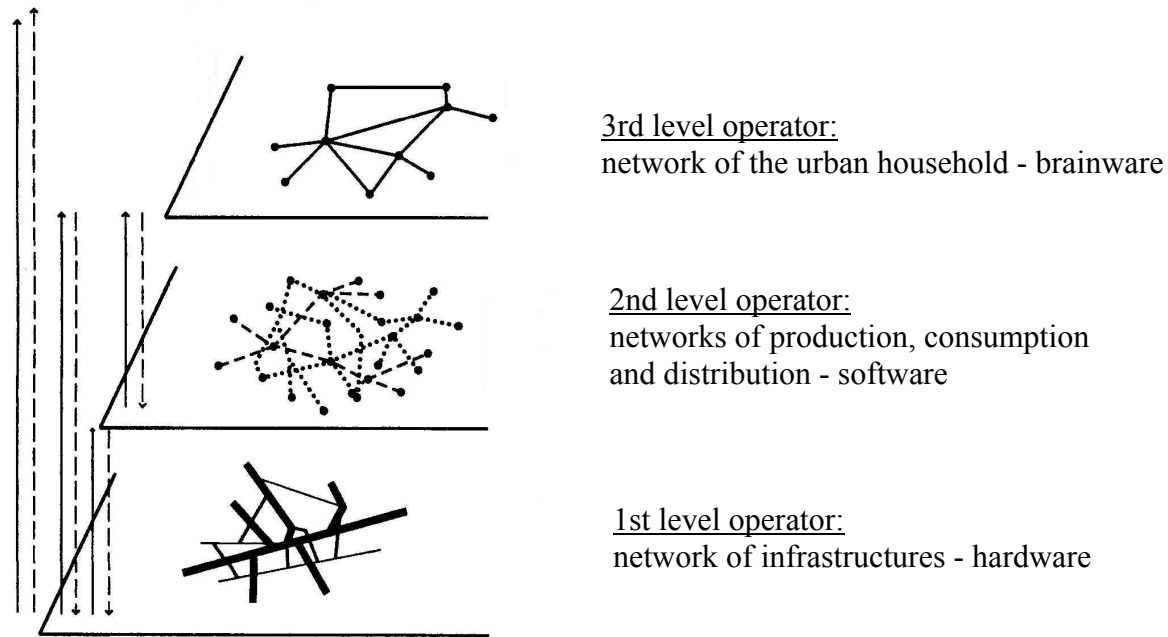 3rd level operator:
network of the urban household - brainware
2nd level operator:
networks of production, consumption
and distribution - software
1st level operator:
network of infrastructures - hardware